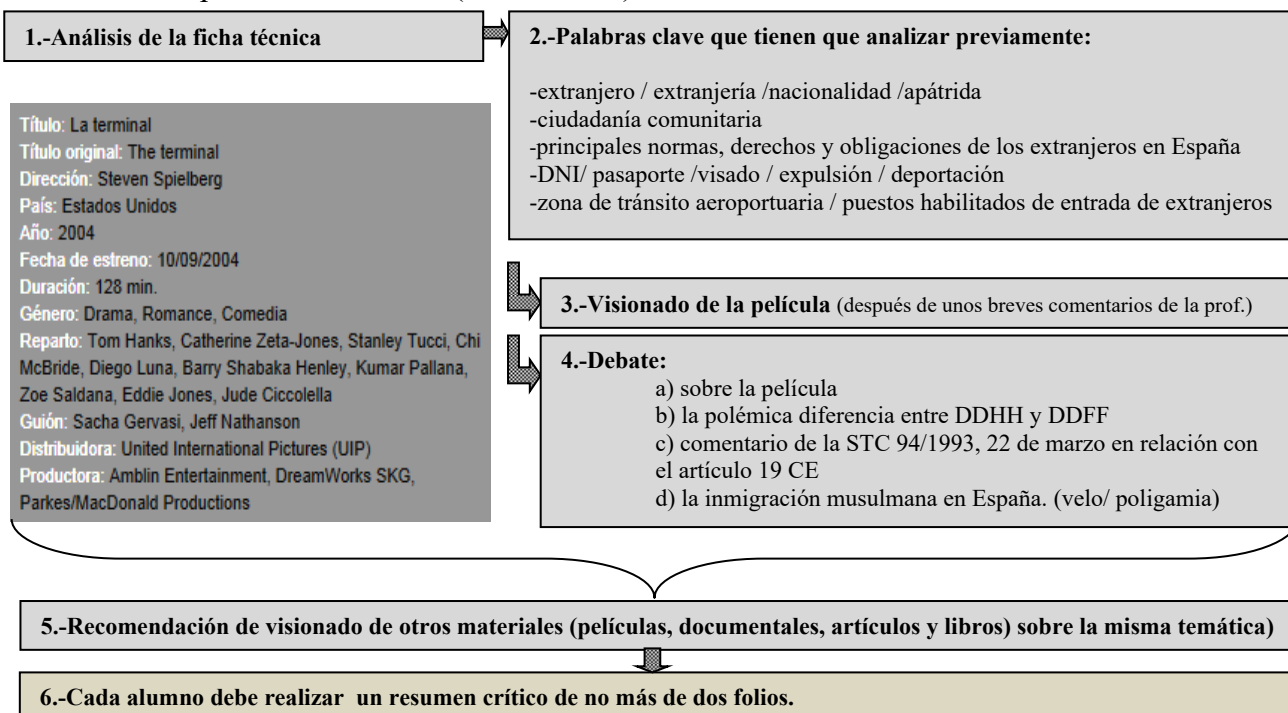 1.-Análisis de la ficha técnica
2.-Palabras clave que tienen que analizar previamente:
-extranjero / extranjería /nacionalidad /apátrida
-ciudadanía comunitaria
-principales normas, derechos y obligaciones de los extranjeros en España
-DNI/ pasaporte /visado / expulsión / deportación
-zona de tránsito aeroportuaria / puestos habilitados de entrada de extranjeros
Título: La terminal
Título original: The terminal
Dirección: Steven Spielberg
País: Estados Unidos
Año: 2004
Fecha de estreno: 10/09/2004
Duración: 128 min.
Género: Drama, Romance, Comedia
Reparto: Tom Hanks, Catherine Zeta-Jones, Stanley Tucci, Chi
McBride, Diego Luna, Barry Shabaka Henley, Kumar Pallana,
Zoe Saldana, Eddie Jones, Jude Ciccolella
Guión: Sacha Gervasi, Jeff Nathanson
Distribuidora: United International Pictures (UIP)
Productora: Amblin Entertainment, DreamWorks SKG,
Parkes/MacDonald Productions
3.-Visionado de la película (después de unos breves comentarios de la prof.)
4.-Debate:
a) sobre la película
b) la polémica diferencia entre DDHH y DDFF
c) comentario de la STC 94/1993, 22 de marzo en relación con
el artículo 19 CE
d) la inmigración musulmana en España. (velo/ poligamia)
5.-Recomendación de visionado de otros materiales (películas, documentales, artículos y libros) sobre la misma temática)
6.-Cada alumno debe realizar un resumen crítico de no más de dos folios.